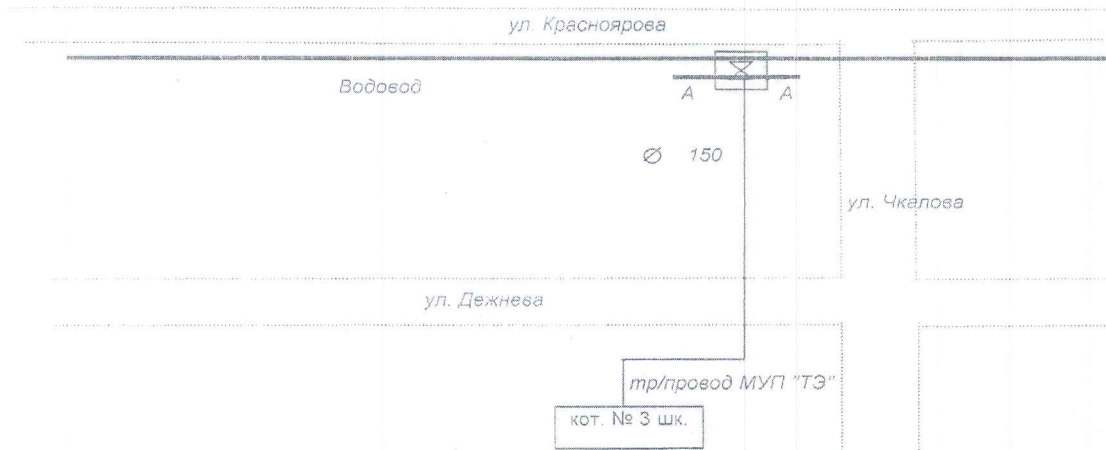 ул. Красноярова
Водовод
А А
Ø 150
ул. Чкалова
ул. Дежнева
тр/провод МУП "ТЭ"
кот. № 3 шк.